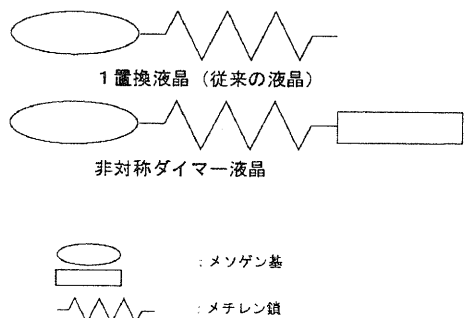 1置換液晶（従来の液晶）
非対称ダイマー液晶
：メソゲン基
：メチレン鎖